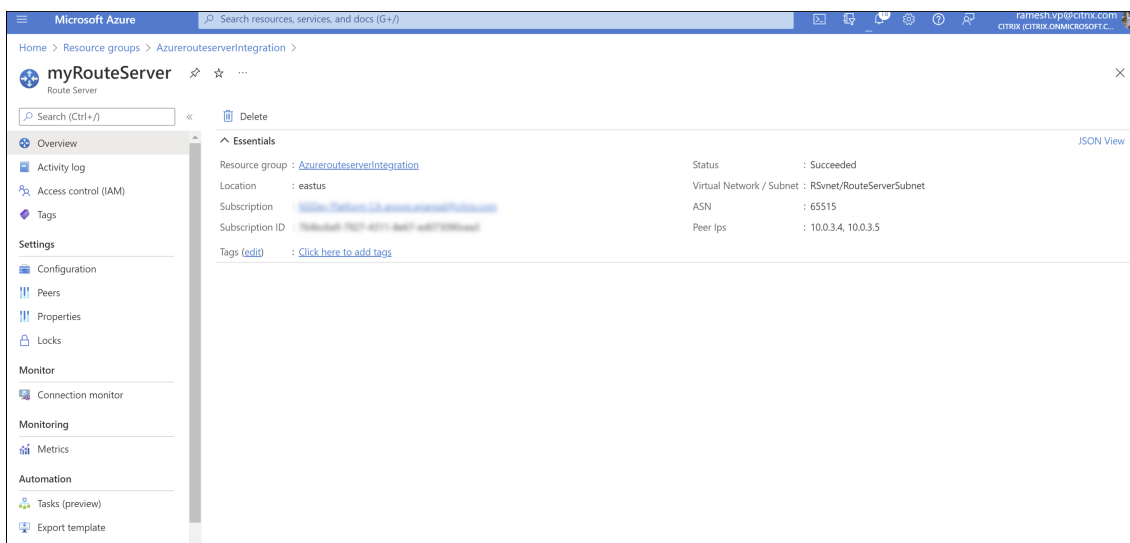 Microsoft Azure
Search resources, services, and docs (G+/)
18
ramesh.vp@citrix.com
CITRIX (CITRIX.ONMICROSOFT.C...
Home > Resource groups > AzurerouteserverIntegration >
myRouteServer
Route Server
Search (Ctrl+/)
Delete
Overview
Activity log
Access control (IAM)
Tags
Settings
Configuration
Peers
Properties
Locks
Monitor
Connection monitor
Monitoring
Metrics
Automation
Tasks (preview)
Export template
Essentials
JSON View
Resource group : AzurerouteserverIntegration
Location : eastus
Subscription :
Subscription ID :
Tags (edit) : Click here to add tags
Status : Succeeded
Virtual Network / Subnet : RSvnet/RouteServerSubnet
ASN : 65515
Peer Ips : 10.0.3.4, 10.0.3.5